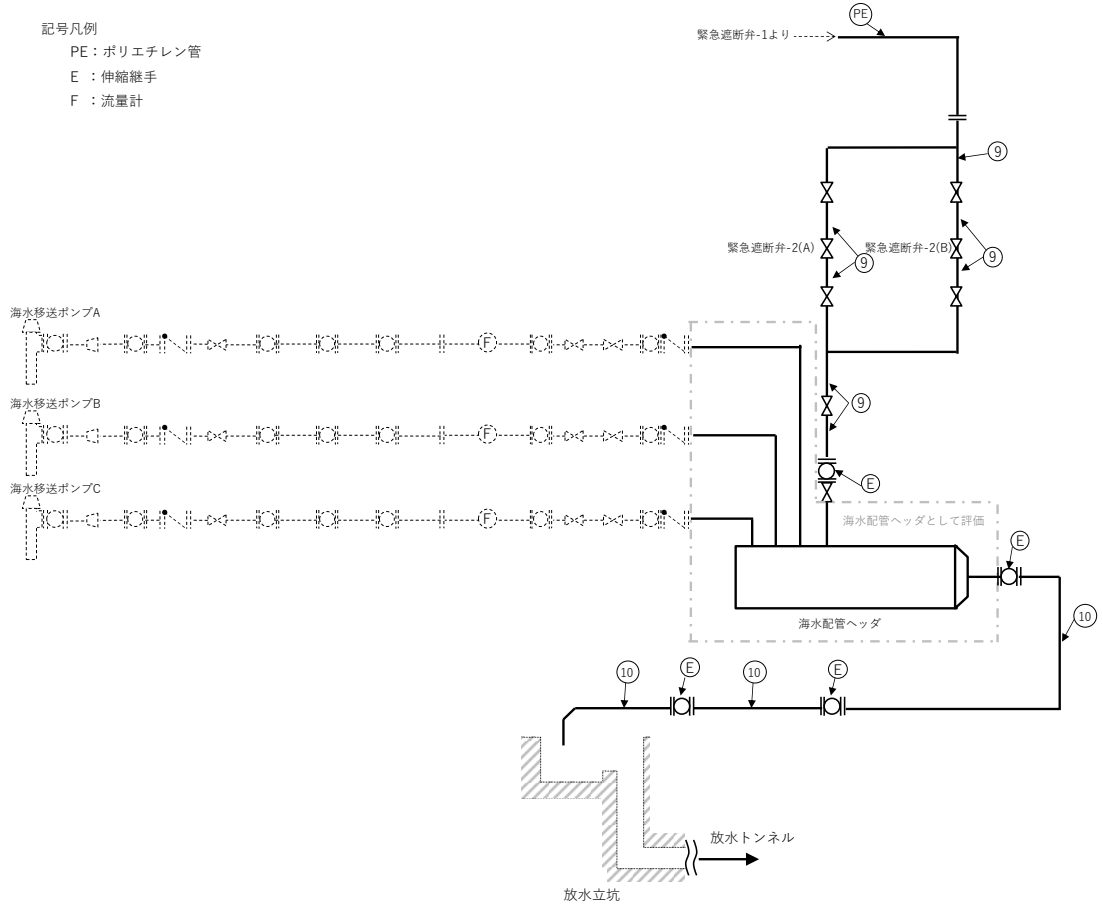 記号凡例
PE：ポリエチレン管
E ：伸縮継手
F ：流量計
PE
緊急遮断弁-1より
9
緊急遮断弁-2(A)
緊急遮断弁-2(B)
9
9
海水移送ポンプA
F
9
海水移送ポンプB
F
E
海水移送ポンプC
F
海水配管ヘッダとして評価
E
海水配管ヘッダ
10
10
E
10
E
放水トンネル
放水立坑